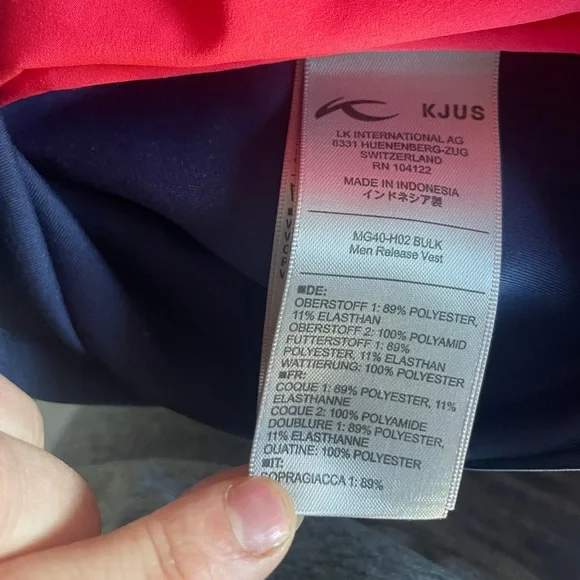 KJUS
LK INTERNATIONAL AG
6331 HUENENBERG-ZUG
SWITZERLAND
RN 104122
MADE IN INDONESIA
インドネシア製
MG40-H02 BULK
Men Release Vest
■DE:
OBERSTOFF 1: 89% POLYESTER,
11% ELASTHAN
OBERSTOFF 2: 100% POLYAMID
FUTTERSTOFF 1: 89%
POLYESTER, 11% ELASTHAN
WATTIERUNG: 100% POLYESTER
■FR:
COQUE 1: 89% POLYESTER, 11%
ELASTHANNE
COQUE 2: 100% POLYAMIDE
DOUBLURE 1: 89% POLYESTER,
11% ELASTHANNE
OUATINE: 100% POLYESTER
■IT:
SOPRAGIACCA 1: 89%